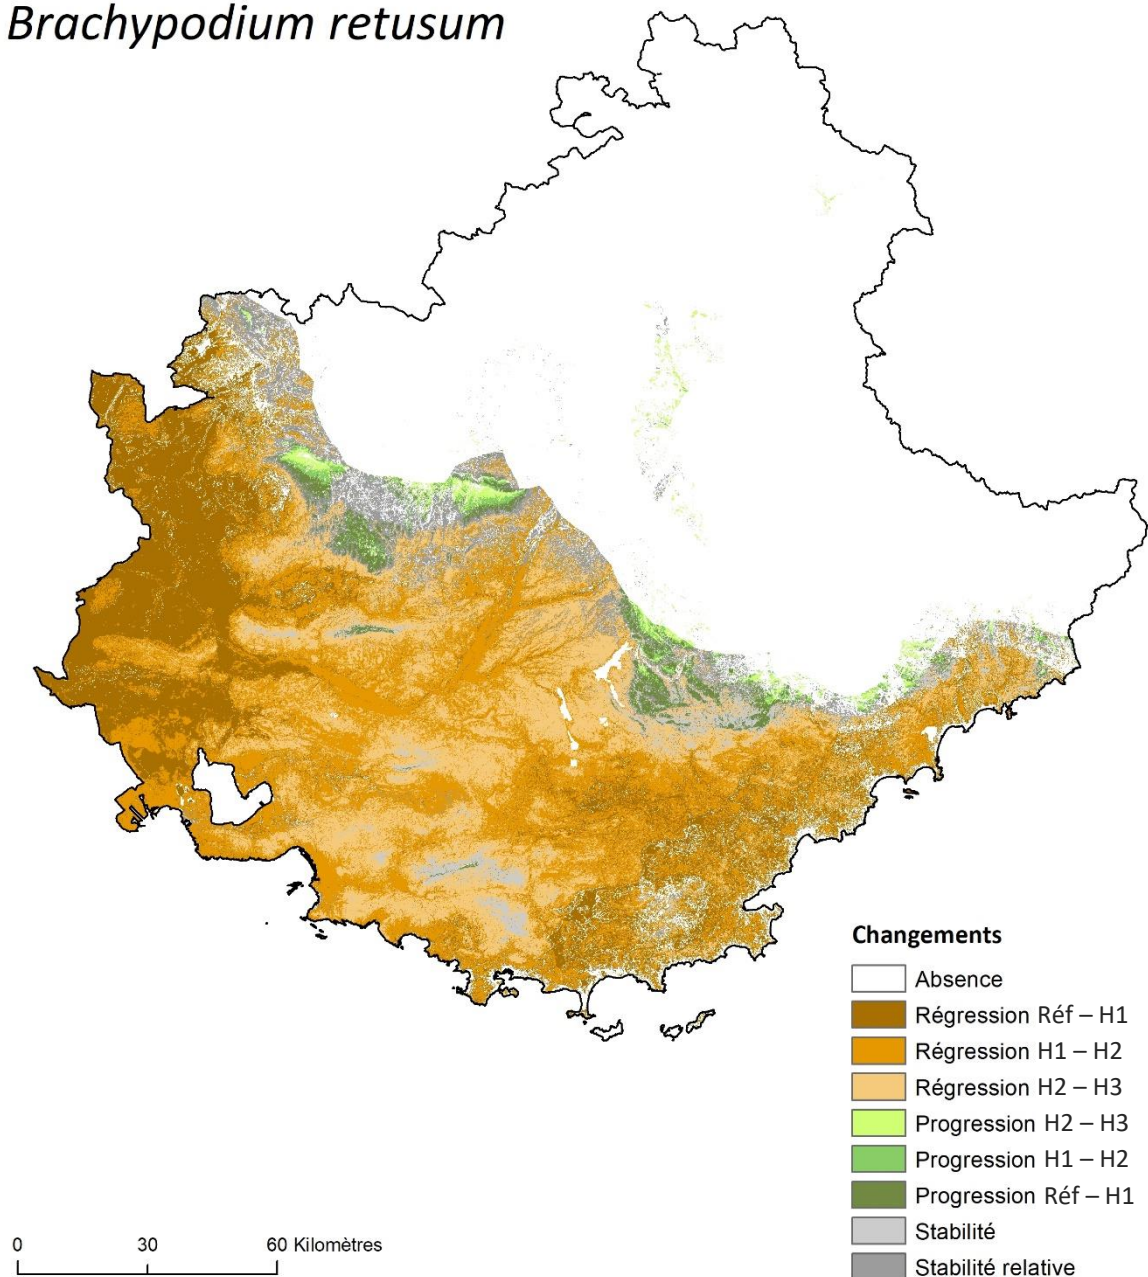 Brachypodium retusum
Changements
Absence
Régression Réf – H1
Régression H1 – H2
Régression H2 – H3
Progression H2 – H3
Progression H1 – H2
Progression Réf – H1
Stabilité
Stabilité relative
0 30 60 Kilomètres